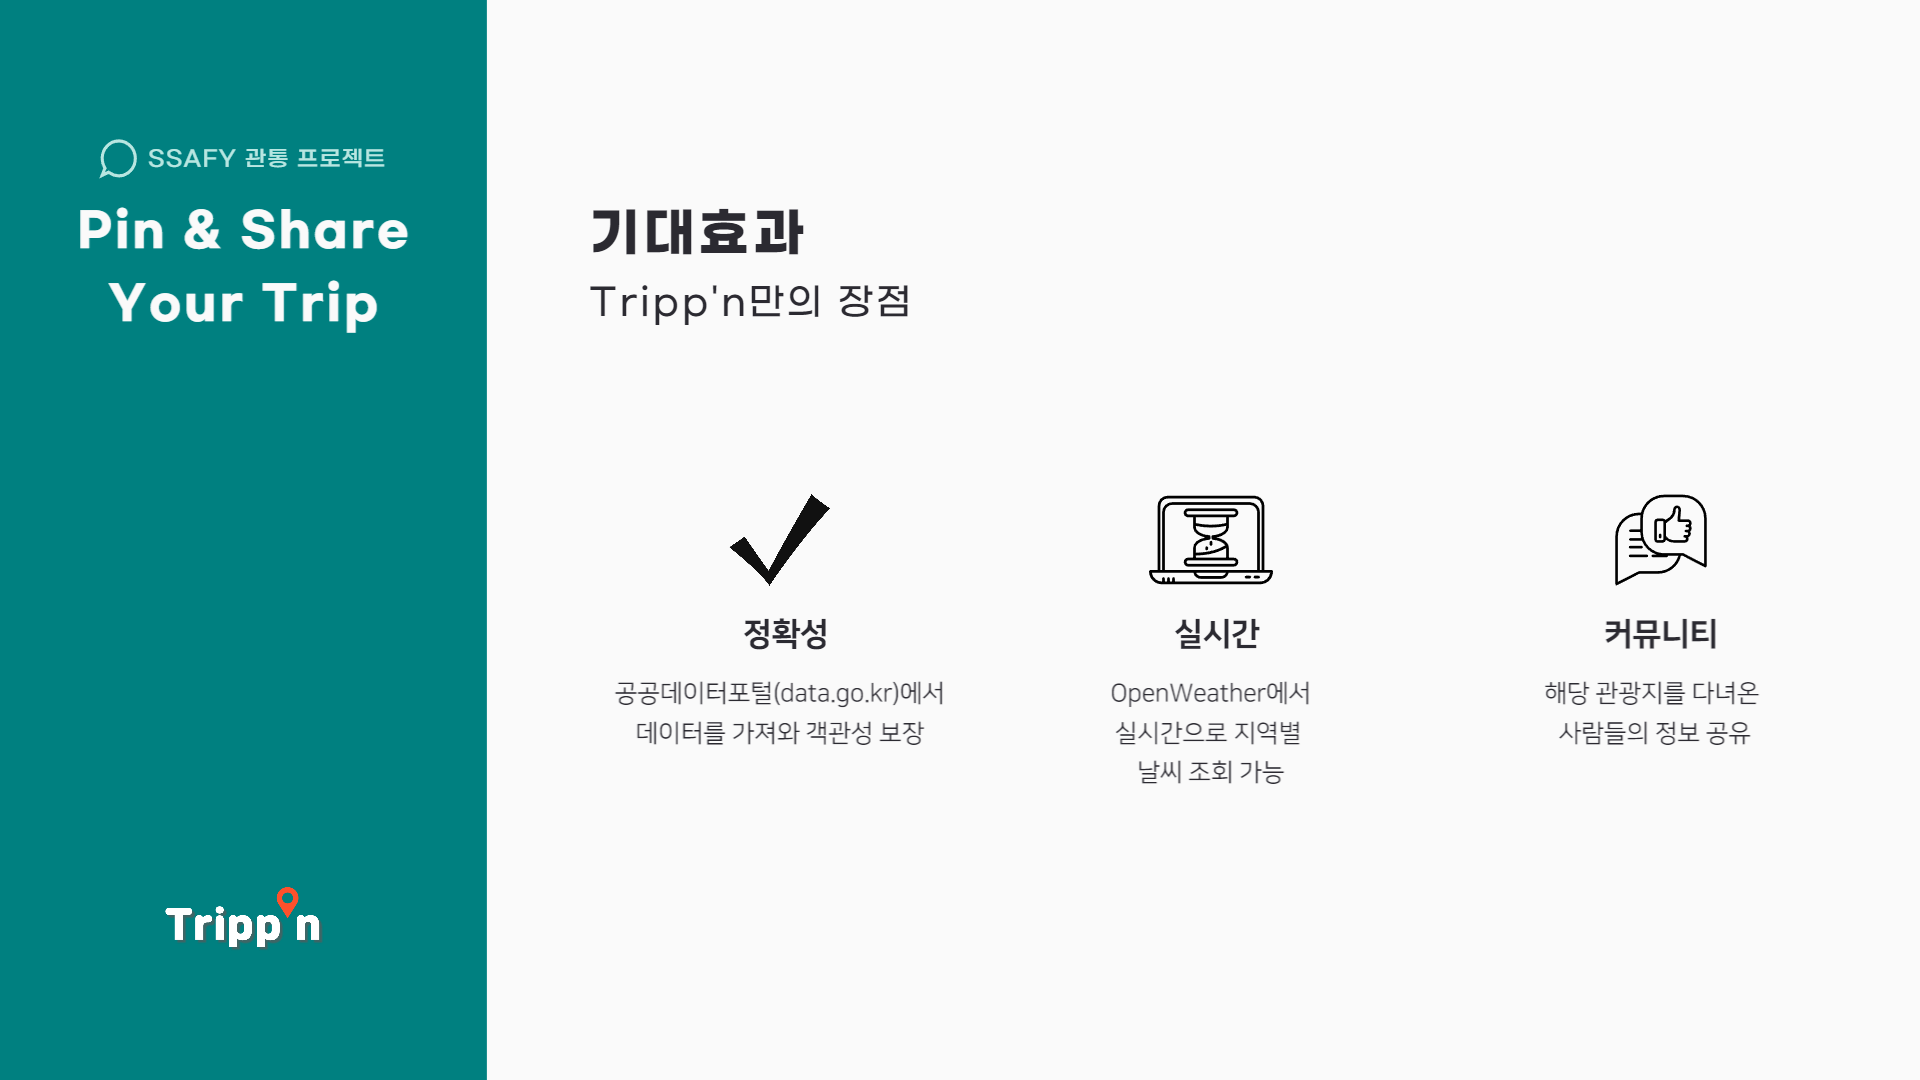 SSAFY 관통 프로젝트
Pin & Share
Your Trip
Tripp'n
기대효과
Tripp'n만의 장점
정확성
공공데이터포털(data.go.kr)에서
데이터를 가져와 객관성 보장
실시간
OpenWeather에서
실시간으로 지역별
날씨 조회 가능
커뮤니티
해당 관광지를 다녀온
사람들의 정보 공유